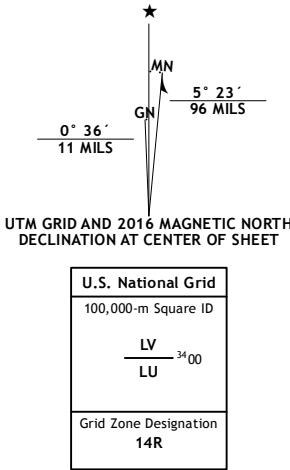 ★
MN
GN
5° 23´
96 MILS
0° 36´
11 MILS
UTM GRID AND 2016 MAGNETIC NORTH
DECLINATION AT CENTER OF SHEET
U.S. National Grid
100,000-m Square ID
LV
3400
LU
Grid Zone Designation
14R